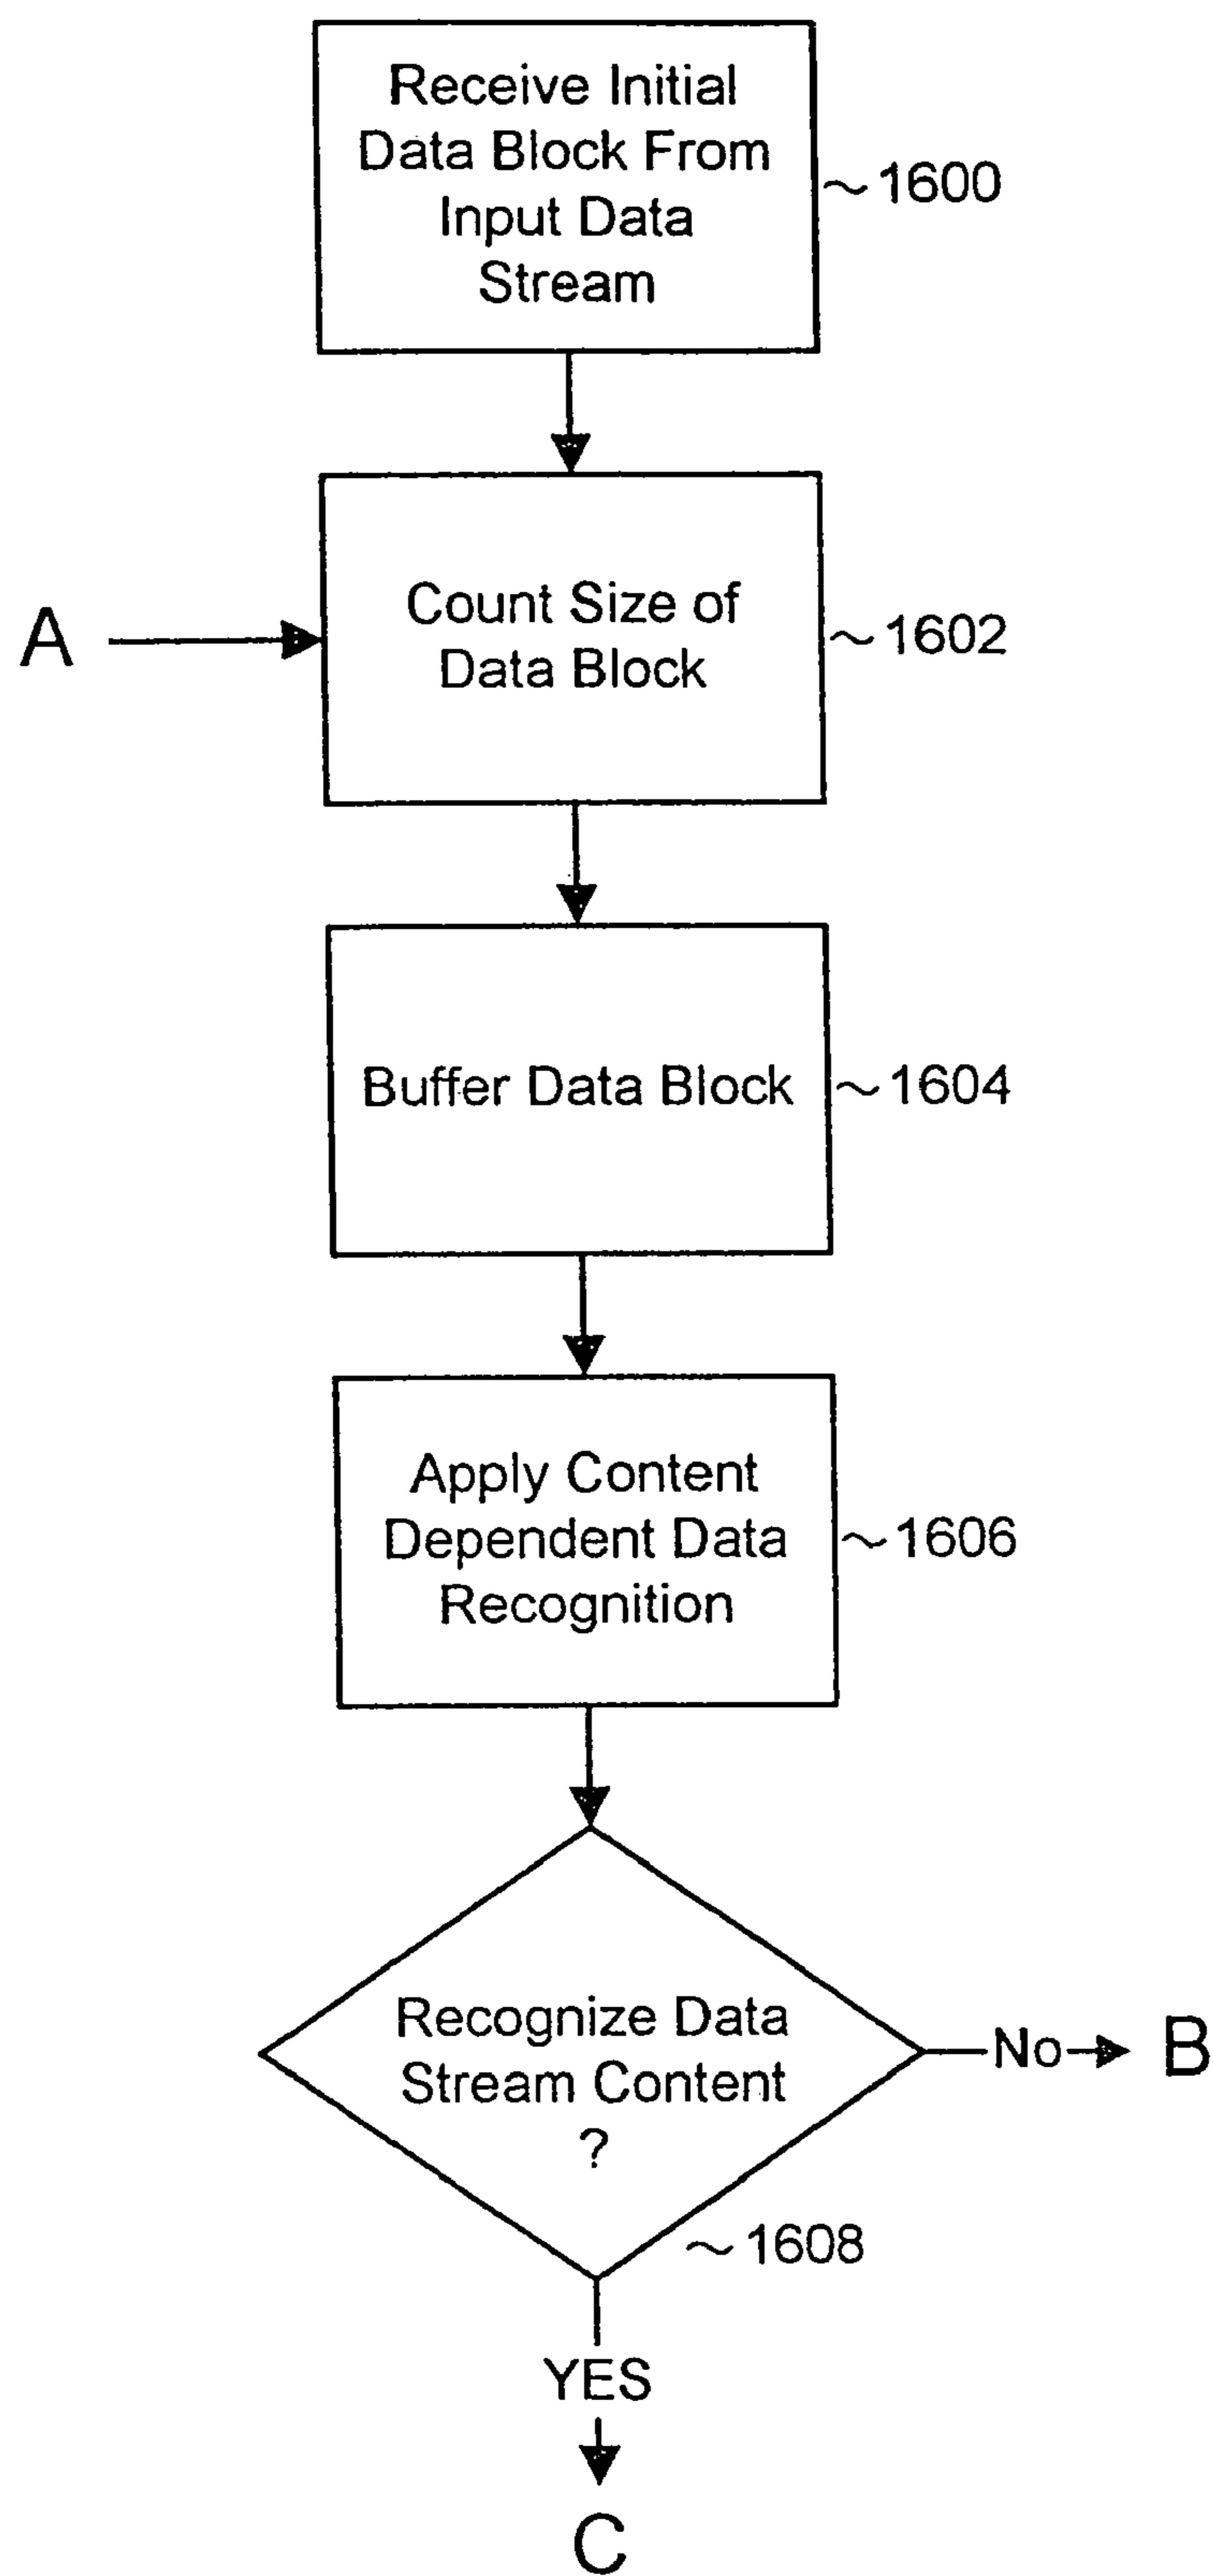 Receive Initial
Data Block From
Input Data
Stream
~1600
A
Count Size of
Data Block
~1602
Buffer Data Block
~1604
Apply Content
Dependent Data
Recognition
~1606
Recognize Data
Stream Content
?
No
B
~1608
YES
C